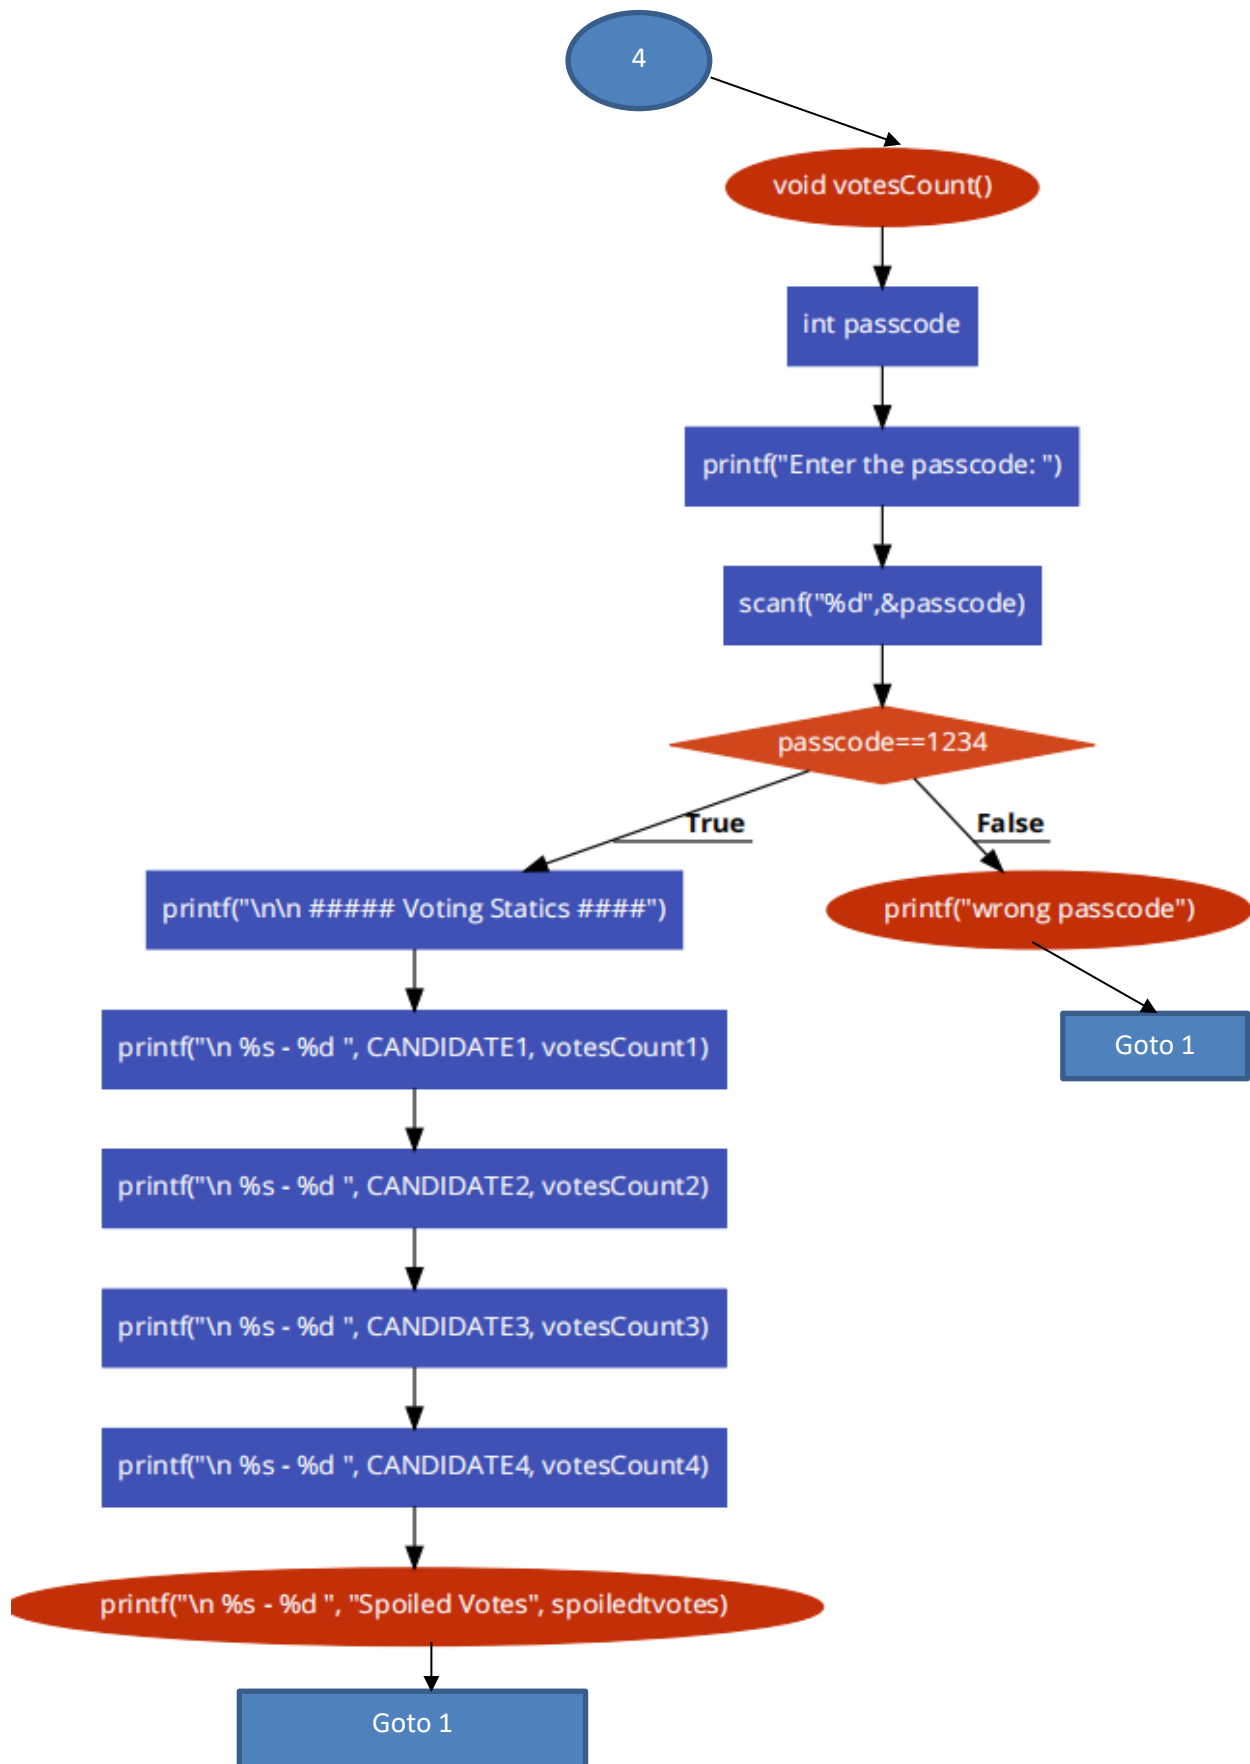 4
void votesCount()
int passcode
printf("Enter the passcode: ")
scanf("%d",&passcode)
passcode==1234
True
False
printf("\n\n ##### Voting Statics ####")
printf("wrong passcode")
printf("\n %s - %d ", CANDIDATE1, votesCount1)
Goto 1
printf("\n %s - %d ", CANDIDATE2, votesCount2)
printf("\n %s - %d ", CANDIDATE3, votesCount3)
printf("\n %s - %d ", CANDIDATE4, votesCount4)
printf("\n %s - %d ", "Spoiled Votes", spoiledtvotes)
Goto 1